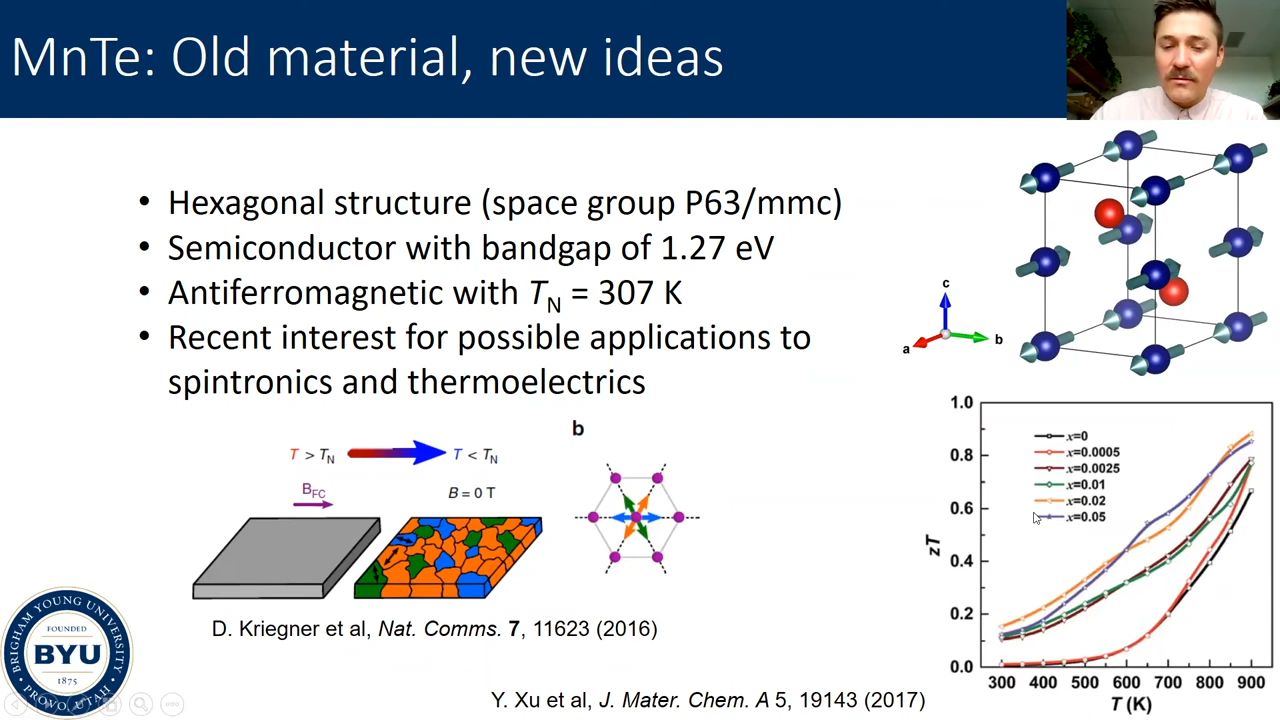 MnTe: Old material, new ideas
• Hexagonal structure (space group P63/mmc)
• Semiconductor with bandgap of 1.27 eV
• Antiferromagnetic with TN = 307 K
• Recent interest for possible applications to
spintronics and thermoelectrics
c
a
b
b
T > TN
T < TN
BFC
B = 0 T
D. Kriegner et al, Nat. Comms. 7, 11623 (2016)
1.0
0.8
0.6
0.4
0.2
0.0
zT
x=0
x=0.0005
x=0.0025
x=0.01
x=0.02
x=0.05
300 400 500 600 700 800 900
T (K)
Y. Xu et al, J. Mater. Chem. A 5, 19143 (2017)
BRIGHAM YOUNG UNIVERSITY
FOUNDED
BYU
1875
PROVO, UTAH